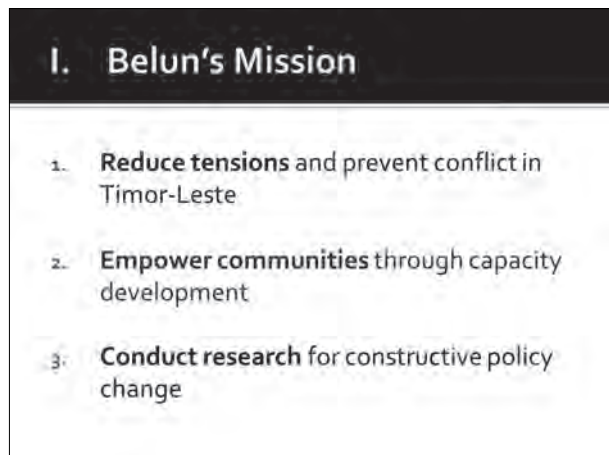 I. Belun's Mission
1. Reduce tensions and prevent conflict in
Timor-Leste
2. Empower communities through capacity
development
3. Conduct research for constructive policy
change